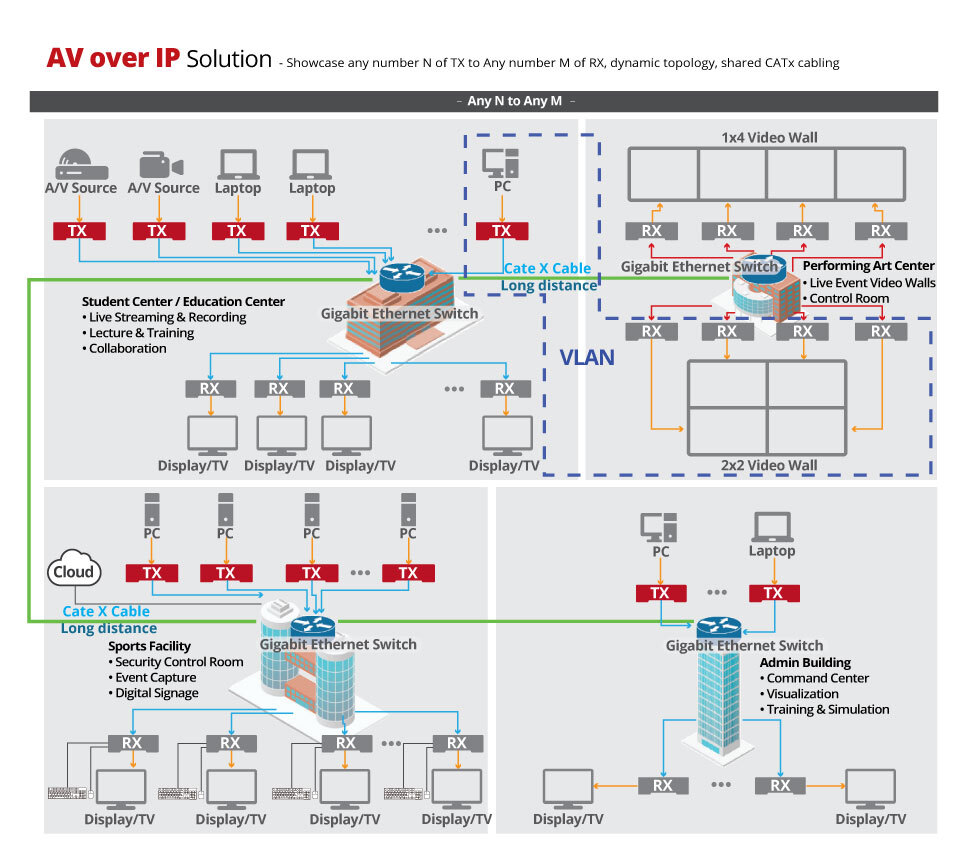 AV over IP Solution - Showcase any number N of TX to Any number M of RX, dynamic topology, shared CATx cabling
– Any N to Any M –
A/V Source
A/V Source
Laptop
Laptop
PC
TX
TX
TX
TX
•••
TX
Cate X Cable
Long distance
Gigabit Ethernet Switch
Student Center / Education Center
• Live Streaming & Recording
• Lecture & Training
• Collaboration
RX
RX
RX
•••
RX
Display/TV
Display/TV
Display/TV
Display/TV
VLAN
1x4 Video Wall
RX
RX
RX
RX
Gigabit Ethernet Switch
Performing Art Center
• Live Event Video Walls
• Control Room
RX
RX
RX
RX
2x2 Video Wall
PC
PC
PC
PC
Cloud
TX
TX
TX
•••
TX
Cate X Cable
Long distance
Gigabit Ethernet Switch
Sports Facility
• Security Control Room
• Event Capture
• Digital Signage
RX
RX
RX
•••
RX
Display/TV
Display/TV
Display/TV
Display/TV
PC
Laptop
TX
•••
TX
Gigabit Ethernet Switch
Admin Building
• Command Center
• Visualization
• Training & Simulation
RX
•••
RX
Display/TV
Display/TV